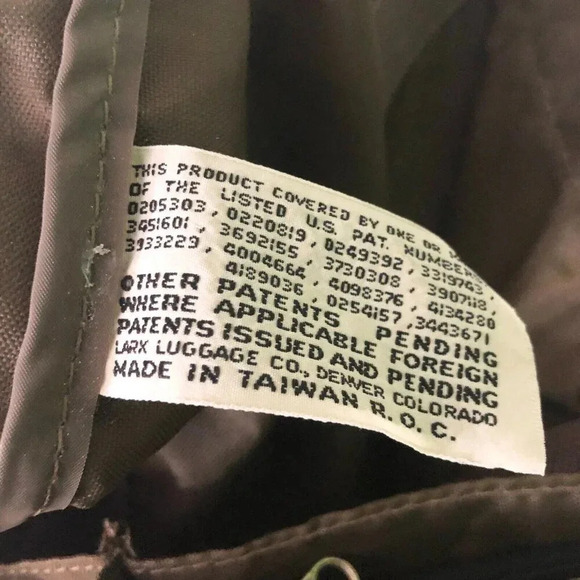 THIS PRODUCT COVERED BY ONE OR
OF THE LISTED U.S. PAT. NUMBERS
0205303, 0220819, 0249392, 3319743,
3451601, 3692155, 3730308, 3907118,
3933229, 4004664, 4098376, 4134280
4189036, 0254157, 3443671
OTHER PATENTS PENDING
WHERE APPLICABLE FOREIGN
PATENTS ISSUED AND PENDING
LARK LUGGAGE CO., DENVER COLORADO
MADE IN TAIWAN R.O.C.